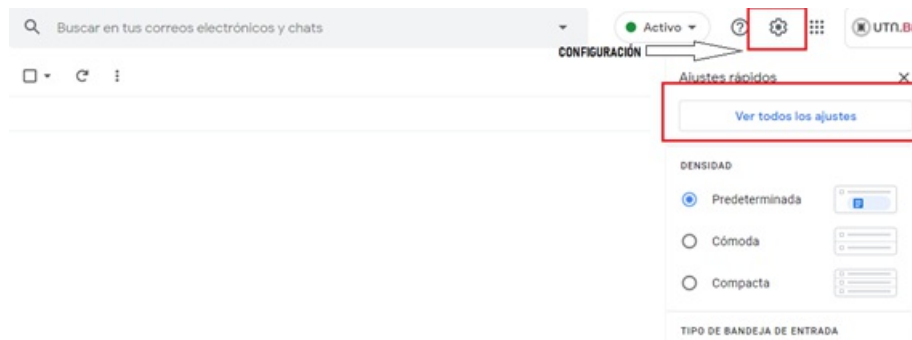 Buscar en tus correos electrónicos y chats
Activo
UTN.B
CONFIGURACIÓN
Ajustes rápidos
Ver todos los ajustes
DENSIDAD
Predeterminada
Cómoda
Compacta
TIPO DE BANDEJA DE ENTRADA